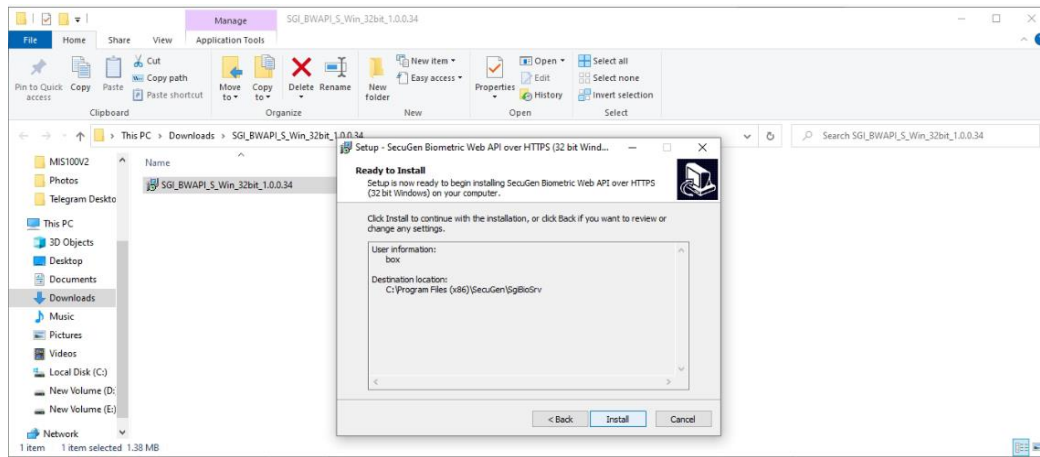 Manage
SGI_BWAPI_S_Win_32bit_1.0.0.34
File
Home
Share
View
Application Tools
Pin to Quick access
Copy
Paste
Cut
Copy path
Paste shortcut
Clipboard
Move to
Copy to
Delete
Rename
Organize
New folder
New item
Easy access
New
Properties
Open
Edit
History
Open
Select all
Select none
Invert selection
Select
This PC > Downloads > SGI_BWAPI_S_Win_32bit_1.0.0.34
Search SGI_BWAPI_S_Win_32bit_1.0.0.34
MIS100V2
Photos
Telegram Deskto
This PC
3D Objects
Desktop
Documents
Downloads
Music
Pictures
Videos
Local Disk (C:)
New Volume (D:
New Volume (E:)
Network
Name
SGI_BWAPI_S_Win_32bit_1.0.0.34
Setup - SecuGen Biometric Web API over HTTPS (32 bit Wind...
Ready to Install
Setup is now ready to begin installing SecuGen Biometric Web API over HTTPS
(32 bit Windows) on your computer.
Click Install to continue with the installation, or click Back if you want to review or
change any settings.
User information:
box
Destination location:
C:\Program Files (x86)\SecuGen\SgiBioSrv
< Back
Install
Cancel
1 item
1 item selected 1.38 MB